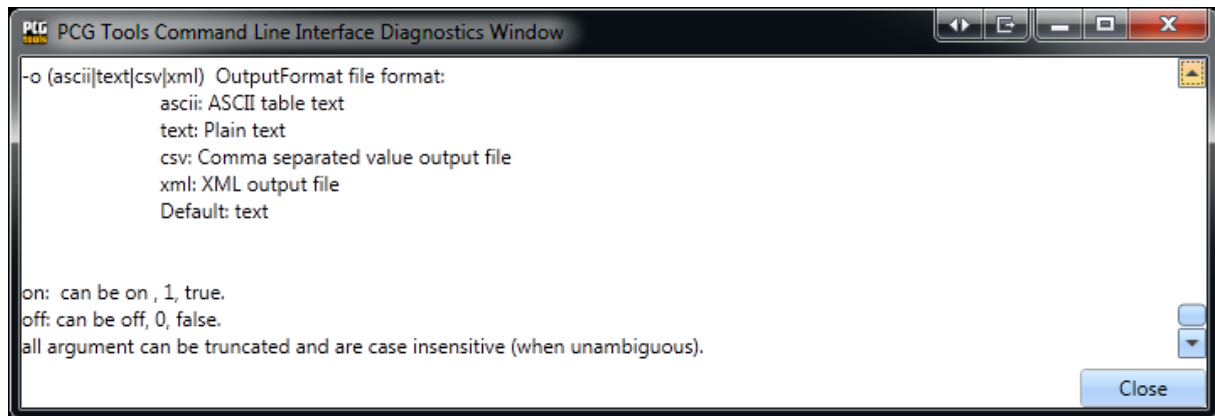 PCG tools PCG Tools Command Line Interface Diagnostics Window
-o (ascii|text|csv|xml)  OutputFormat file format:
ascii: ASCII table text
text: Plain text
csv: Comma separated value output file
xml: XML output file
Default: text
on:  can be on , 1, true.
off: can be off, 0, false.
all argument can be truncated and are case insensitive (when unambiguous).
Close